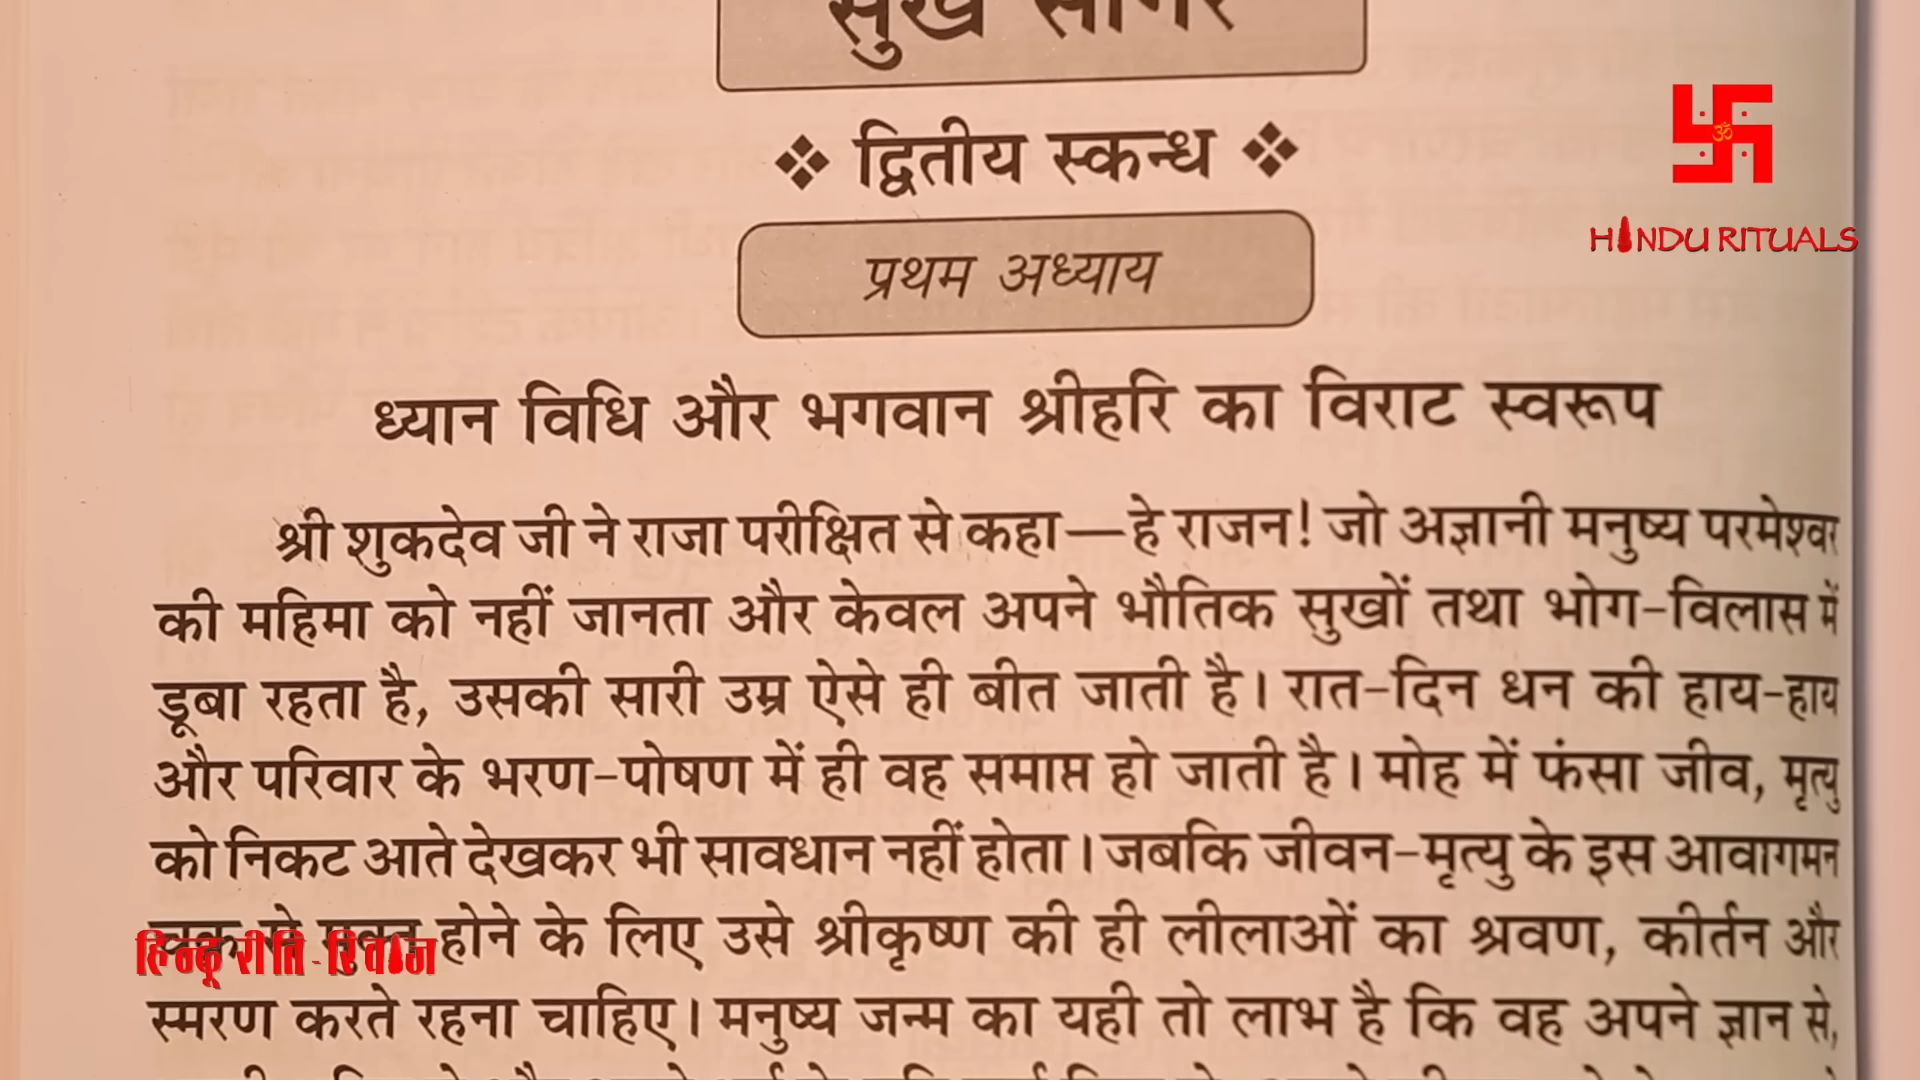 सुख सागर
❖ द्वितीय स्कन्ध ❖
प्रथम अध्याय
HINDU RITUALS
ध्यान विधि और भगवान श्रीहरि का विराट स्वरूप
श्री शुकदेव जी ने राजा परीक्षित से कहा—हे राजन! जो अज्ञानी मनुष्य परमेश्वर
की महिमा को नहीं जानता और केवल अपने भौतिक सुखों तथा भोग-विलास में
डूबा रहता है, उसकी सारी उम्र ऐसे ही बीत जाती है। रात-दिन धन की हाय-हाय
और परिवार के भरण-पोषण में ही वह समाप्त हो जाती है। मोह में फंसा जीव, मृत्यु
को निकट आते देखकर भी सावधान नहीं होता। जबकि जीवन-मृत्यु के इस आवागमन
होने के लिए उसे श्रीकृष्ण की ही लीलाओं का श्रवण, कीर्तन और
हिन्दू रीति-रिवाज
स्मरण करते रहना चाहिए। मनुष्य जन्म का यही तो लाभ है कि वह अपने ज्ञान से,